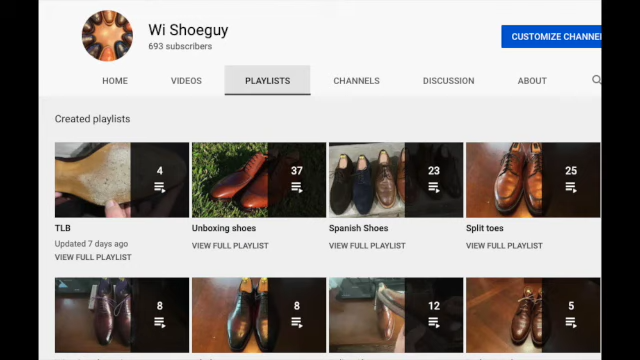 Wi Shoeguy
693 subscribers
CUSTOMIZE CHANNE
HOME VIDEOS PLAYLISTS CHANNELS DISCUSSION ABOUT
Created playlists
4 37 23 25
TLB Unboxing shoes Spanish Shoes Split toes
Updated 7 days ago VIEW FULL PLAYLIST VIEW FULL PLAYLIST VIEW FULL PLAYLIST
VIEW FULL PLAYLIST
8 8 12 5